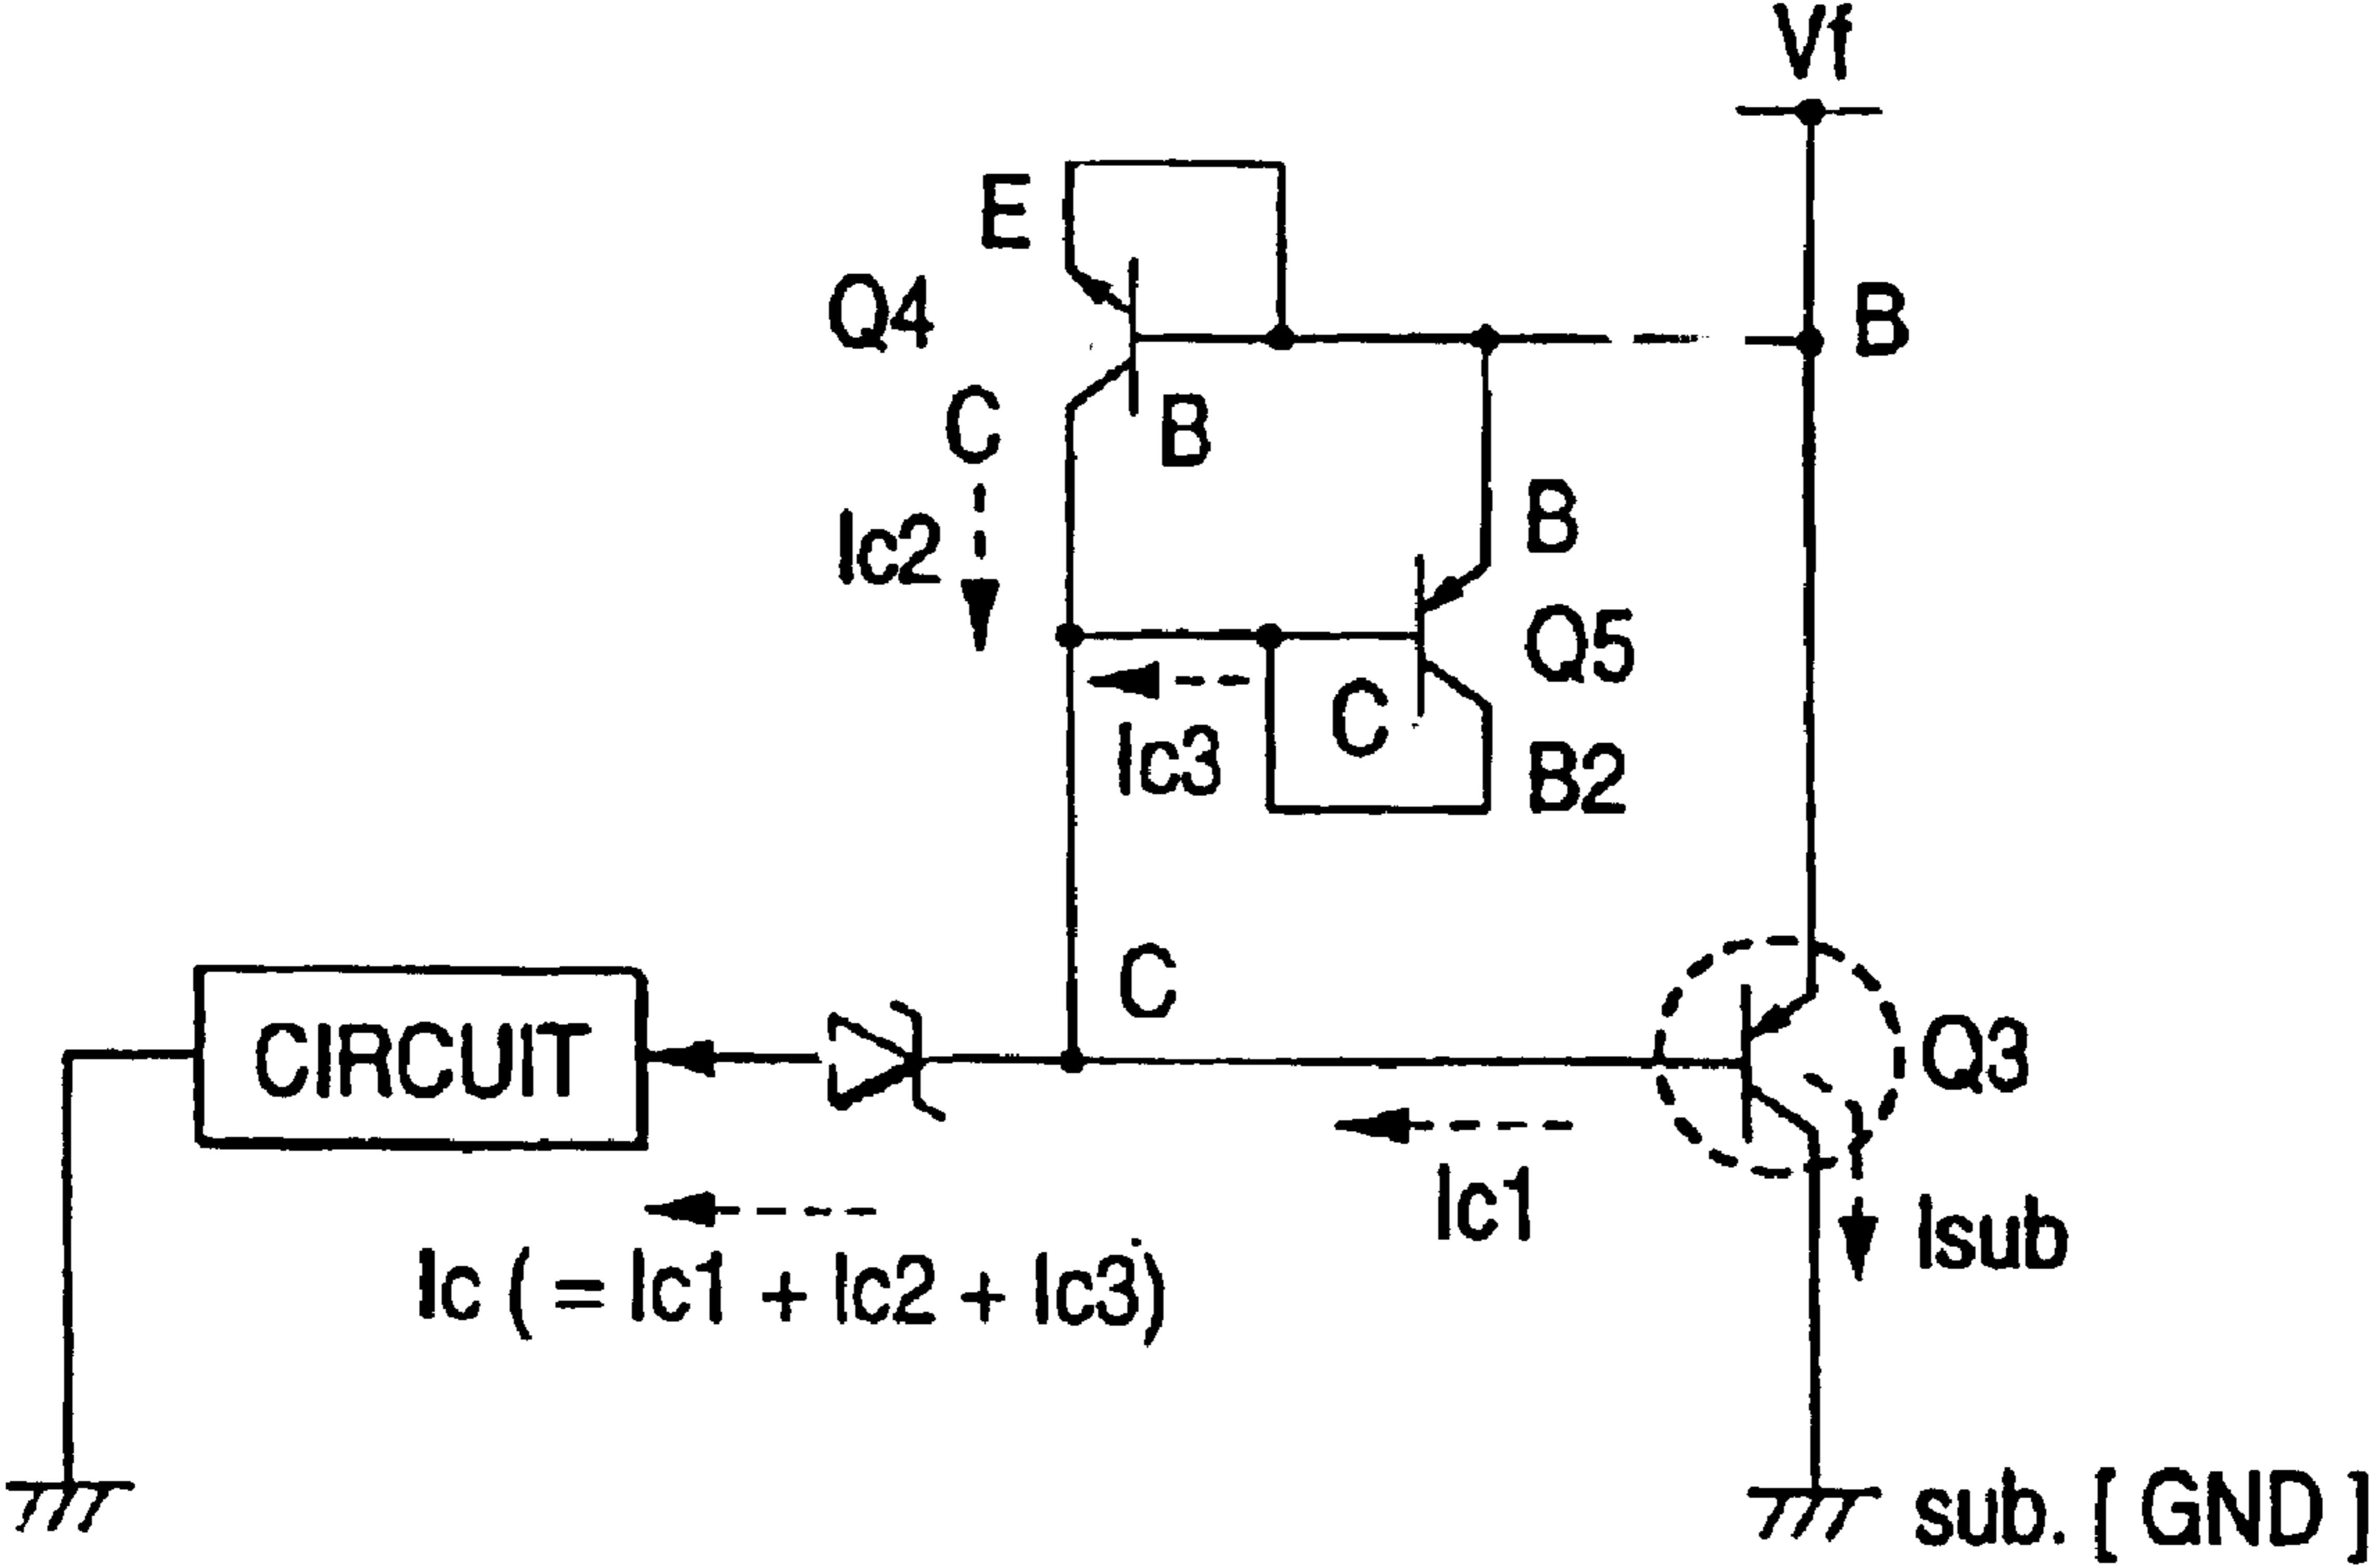 Vf
E
Q4
B
C
B
Ic2
B
Q5
C
Ic3
B2
C
CIRCUIT
Q3
Ic1
Isub
Ic ( = Ic1 + Ic2 + Ic3 )
sub. [ GND ]